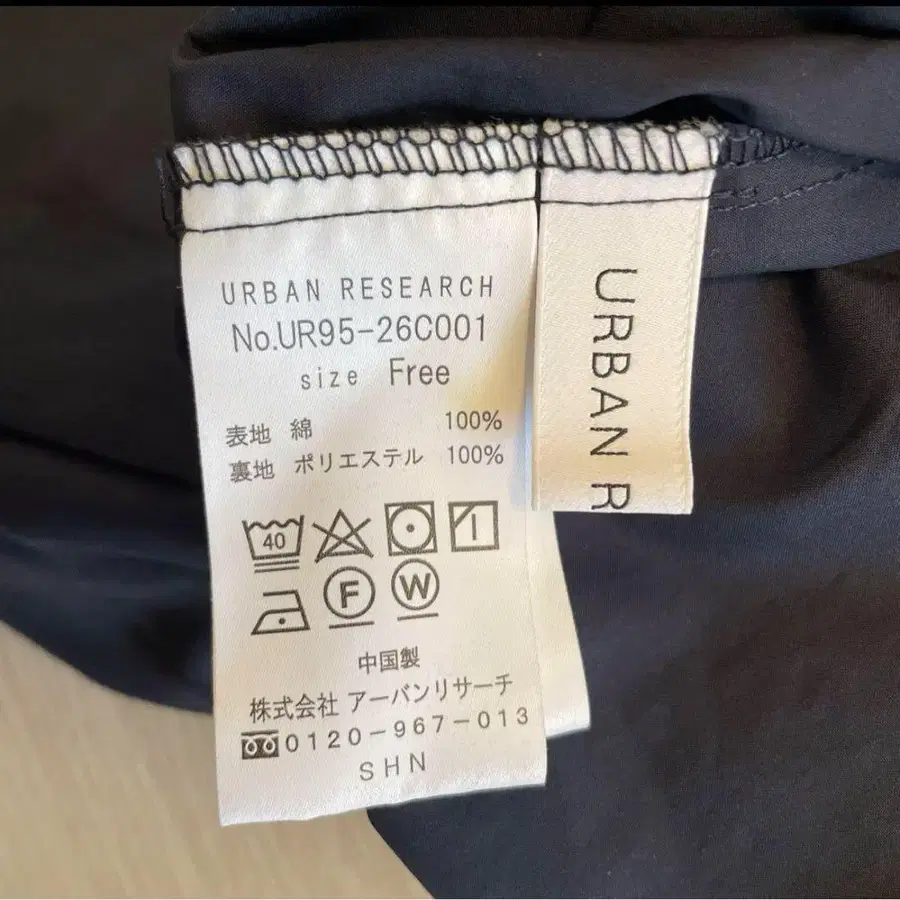 URBAN RESEARCH
No.UR95-26C001
size Free
表地 綿 100%
裏地 ポリエステル 100%
40
F W
中国製
株式会社 アーバンリサーチ
0120-967-013
SHN
URBAN R